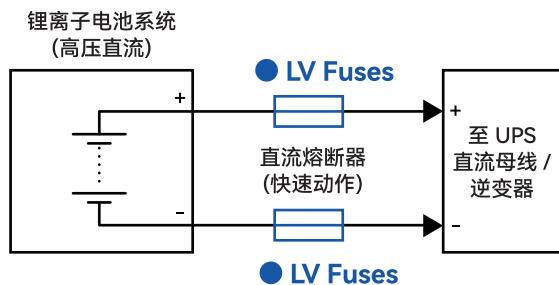 锂离子电池系统
(高压直流)
LV Fuses
+
+
至 UPS
直流母线 /
逆变器
直流熔断器
(快速动作)
-
-
LV Fuses